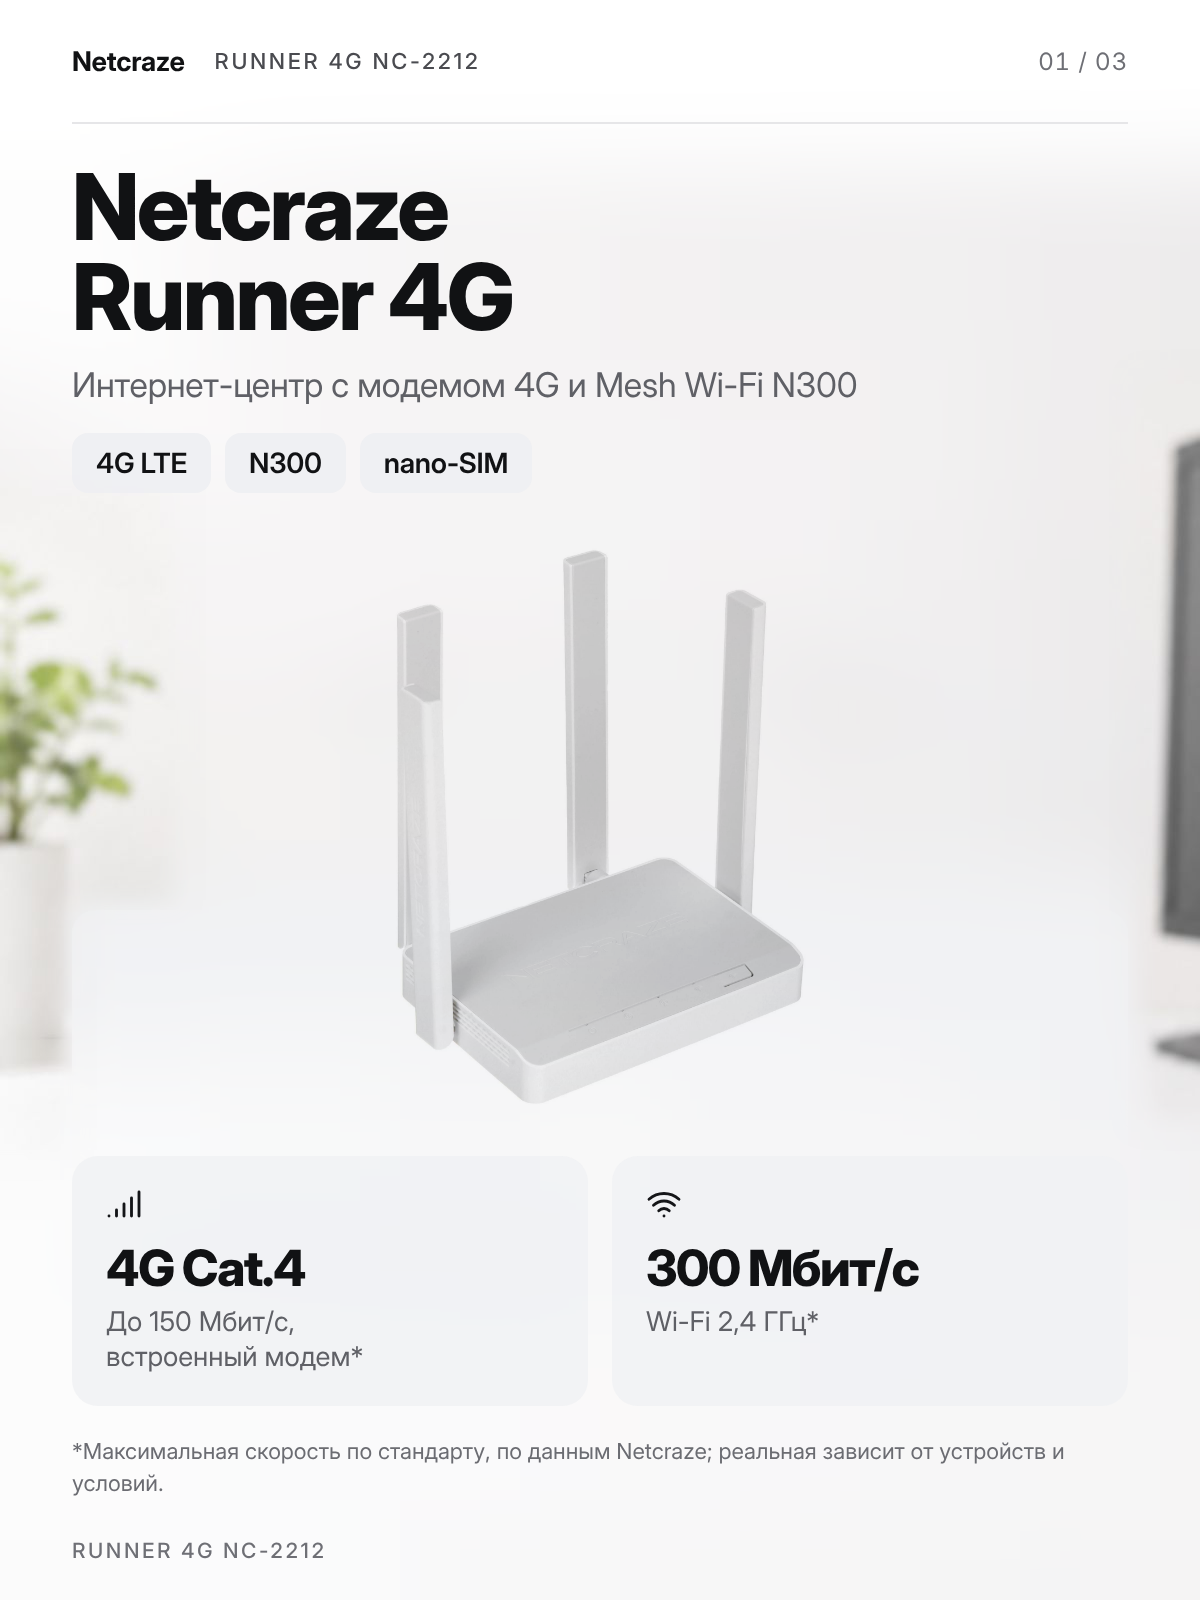 Netcraze RUNNER 4G NC-2212 01 / 03
Netcraze
Runner 4G
Интернет-центр с модемом 4G и Mesh Wi-Fi N300
4G LTE N300 nano-SIM
4G Cat.4
До 150 Мбит/с,
встроенный модем*
300 Мбит/с
Wi-Fi 2,4 ГГц*
*Максимальная скорость по стандарту, по данным Netcraze; реальная зависит от устройств и
условий.
RUNNER 4G NC-2212